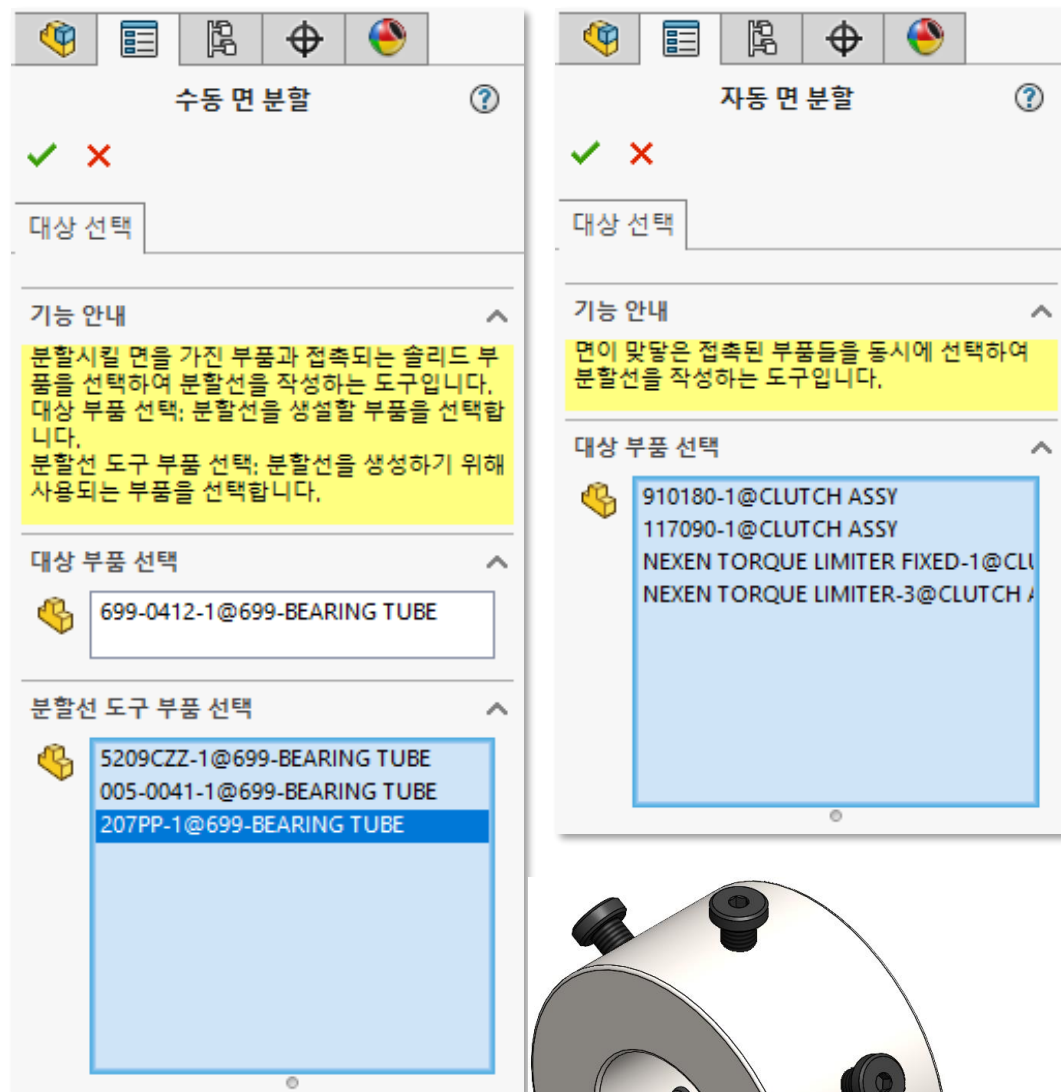 수동 면 분할
대상 선택
기능 안내
분할시킬 면을 가진 부품과 접촉되는 솔리드 부
품을 선택하여 분할선을 작성하는 도구입니다.
대상 부품 선택: 분할선을 생설할 부품을 선택합
니다.
분할선 도구 부품 선택: 분할선을 생성하기 위해
사용되는 부품을 선택합니다.
대상 부품 선택
699-0412-1@699-BEARING TUBE
분할선 도구 부품 선택
5209CZZ-1@699-BEARING TUBE
005-0041-1@699-BEARING TUBE
207PP-1@699-BEARING TUBE
자동 면 분할
대상 선택
기능 안내
면이 맞닿은 접촉된 부품들을 동시에 선택하여
분할선을 작성하는 도구입니다.
대상 부품 선택
910180-1@CLUTCH ASSY
117090-1@CLUTCH ASSY
NEXEN TORQUE LIMITER FIXED-1@CLU
NEXEN TORQUE LIMITER-3@CLUTCH A